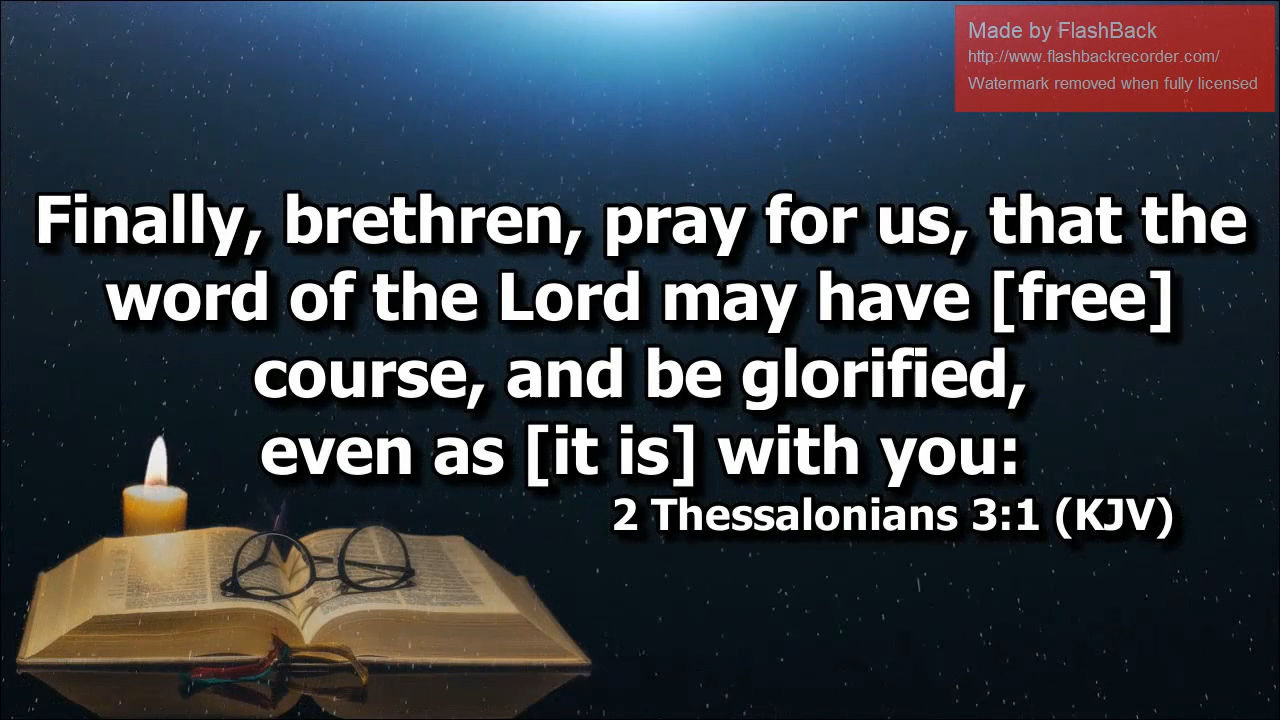 Made by FlashBack
http://www.flashbackrecorder.com/
Watermark removed when fully licensed
Finally, brethren, pray for us, that the
word of the Lord may have [free]
course, and be glorified,
even as [it is] with you:
2 Thessalonians 3:1 (KJV)